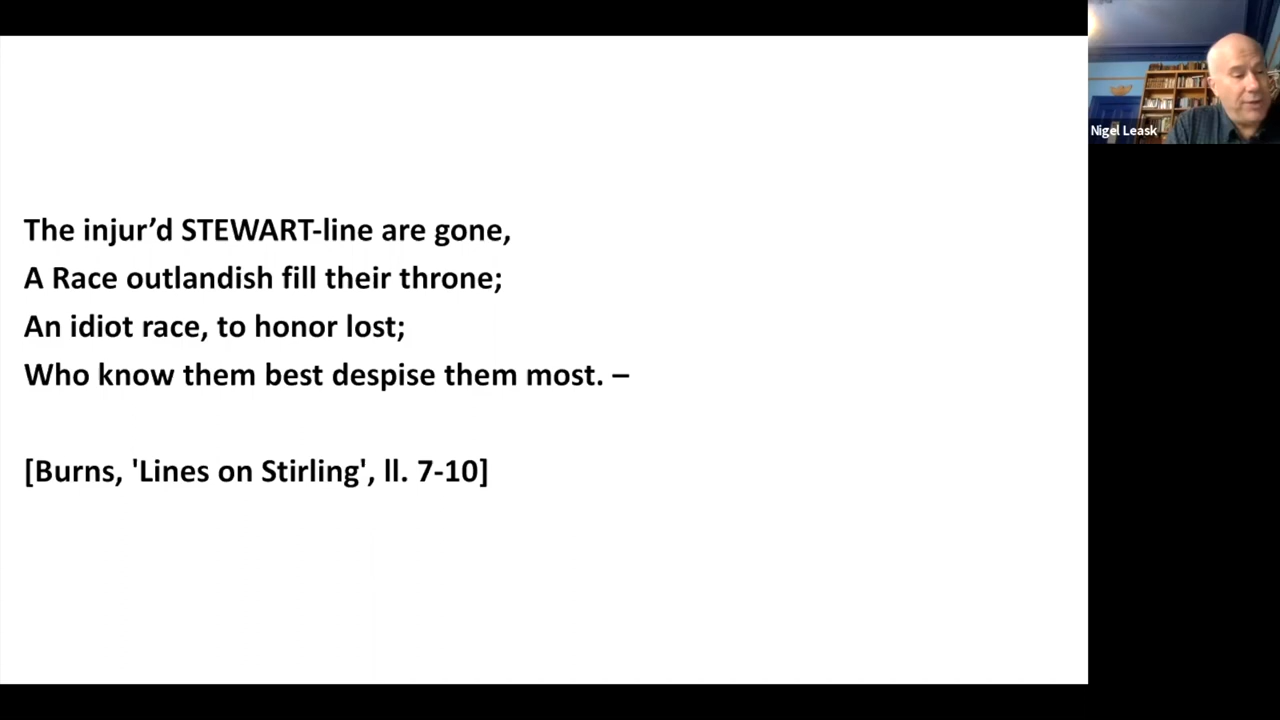 The injur’d STEWART-line are gone,
A Race outlandish fill their throne;
An idiot race, to honor lost;
Who know them best despise them most. –
[Burns, 'Lines on Stirling', ll. 7-10]
Nigel Leask